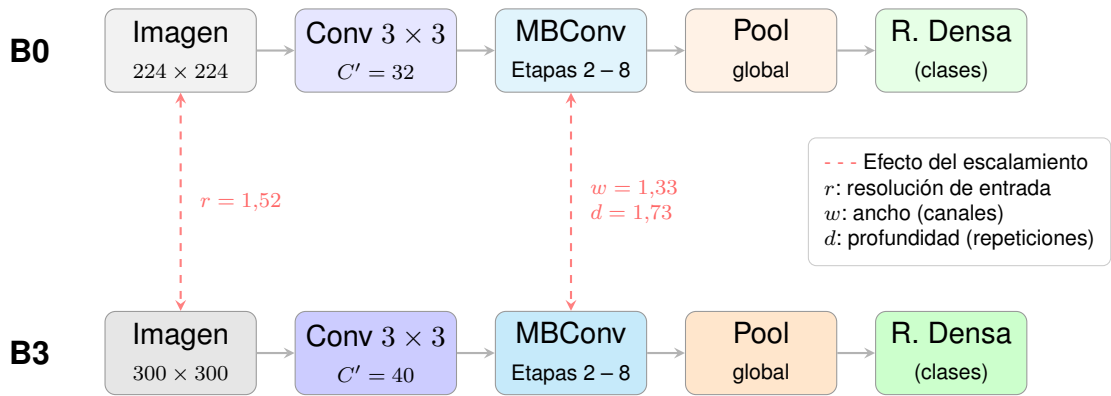 B0
Imagen
224 × 224
Conv 3 × 3
C′ = 32
MBConv
Etapas 2 – 8
Pool
global
R. Densa
(clases)
r = 1,52
w = 1,33
d = 1,73
- - - Efecto del escalamiento
r: resolución de entrada
w: ancho (canales)
d: profundidad (repeticiones)
B3
Imagen
300 × 300
Conv 3 × 3
C′ = 40
MBConv
Etapas 2 – 8
Pool
global
R. Densa
(clases)